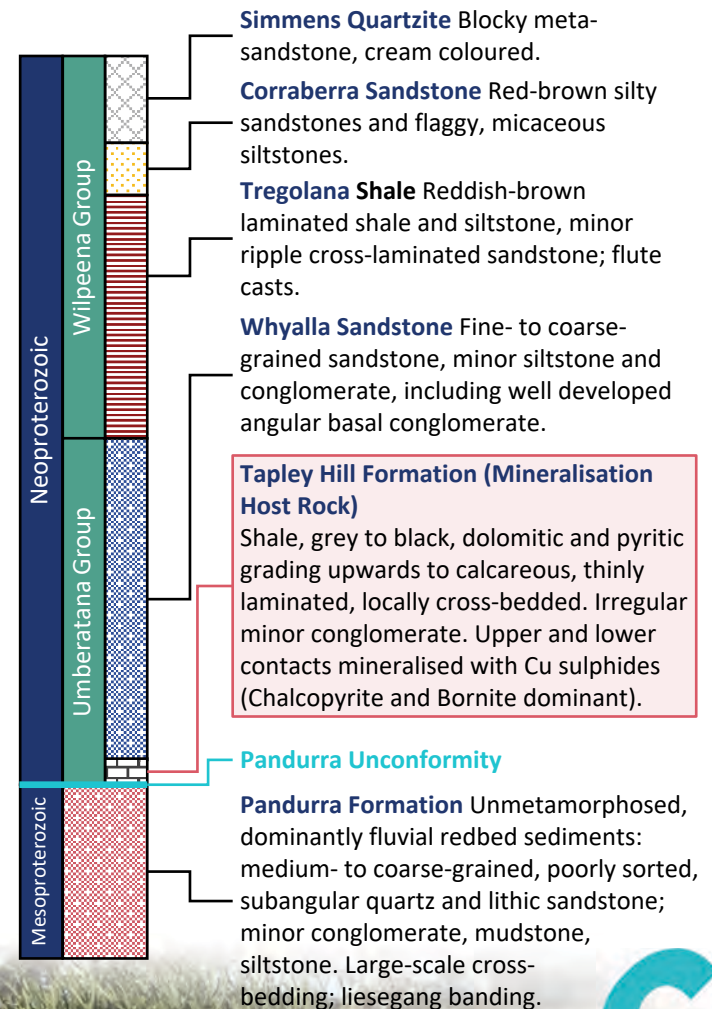 Simmens Quartzite Blocky meta-
sandstone, cream coloured.
Corraberra Sandstone Red-brown silty
sandstones and flaggy, micaceous
siltstones.
Tregolana Shale Reddish-brown
laminated shale and siltstone, minor
ripple cross-laminated sandstone; flute
casts.
Whyalla Sandstone Fine- to coarse-
grained sandstone, minor siltstone and
conglomerate, including well developed
angular basal conglomerate.
Tapley Hill Formation (Mineralisation
Host Rock)
Shale, grey to black, dolomitic and pyritic
grading upwards to calcareous, thinly
laminated, locally cross-bedded. Irregular
minor conglomerate. Upper and lower
contacts mineralised with Cu sulphides
(Chalcopyrite and Bornite dominant).
Pandurra Unconformity
Pandurra Formation Unmetamorphosed,
dominantly fluvial redbed sediments:
medium- to coarse-grained, poorly sorted,
subangular quartz and lithic sandstone;
minor conglomerate, mudstone,
siltstone. Large-scale cross-
bedding; liesegang banding.
Neoproterozoic
Mesoproterozoic
Wilpeena Group
Umberatana Group